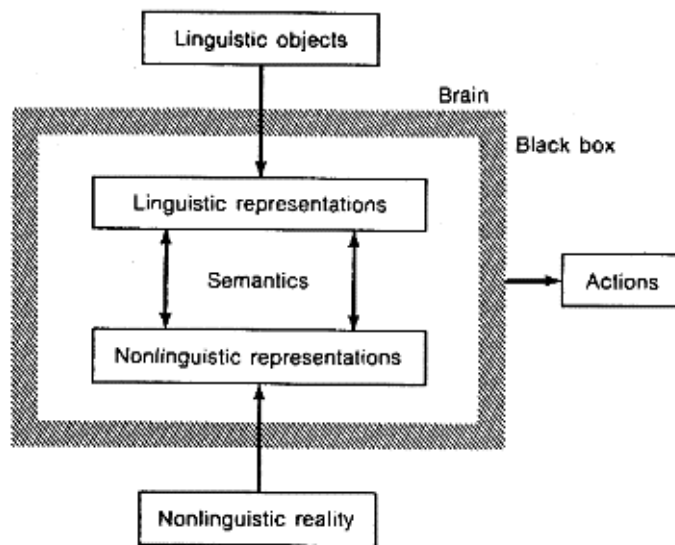 Linguistic objects
Brain
Black box
Linguistic representations
Semantics
Actions
Nonlinguistic representations
Nonlinguistic reality